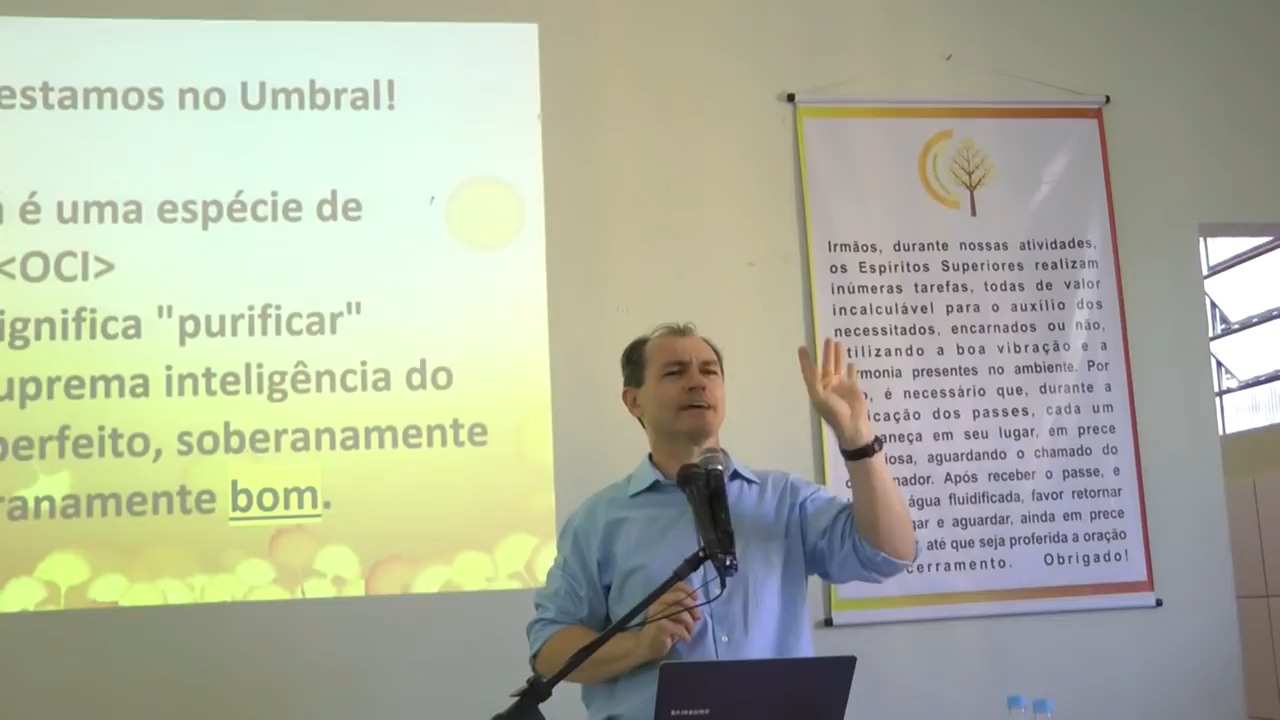 estamos no Umbral!
é uma espécie de
<OCI>
ignifica "purificar"
uprema inteligência do
perfeito, soberanamente
ranamente bom.
Irmãos, durante nossas atividades,
os Espíritos Superiores realizam
inúmeras tarefas, todas de valor
incalculável para o auxílio dos
necessitados, encarnados ou não,
tilizando a boa vibração e a
rmonia presentes no ambiente. Por
, é necessário que, durante a
icação dos passes, cada um
aneça em seu lugar, em prece
iosa, aguardando o chamado do
nador. Após receber o passe, e
água fluidificada, favor retornar
gar e aguardar, ainda em prece
até que seja proferida a oração
cerramento. Obrigado!
SAMSUNG